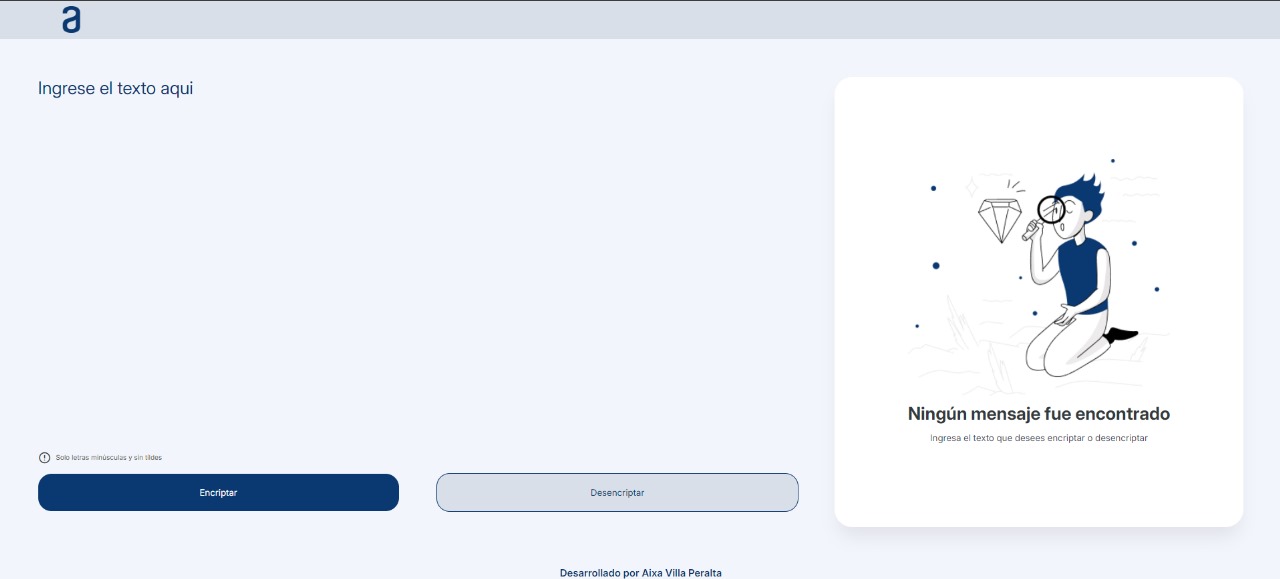 a
Ingrese el texto aqui
Solo letras minúsculas y sin tildes
Encriptar
Desencriptar
Ningún mensaje fue encontrado
Ingresa el texto que desees encriptar o desencriptar
Desarrollado por Aixa Villa Peralta